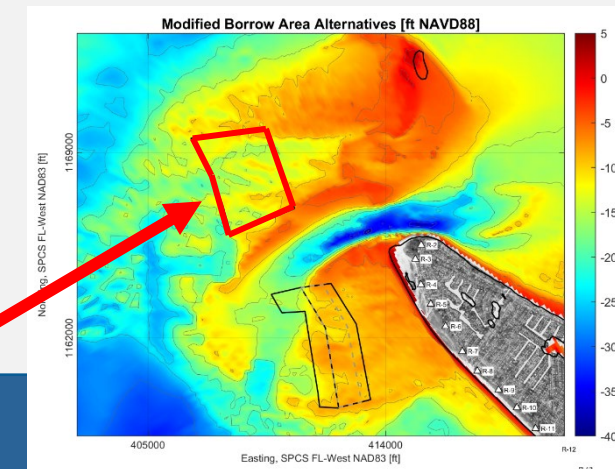 Modified Borrow Area Alternatives [ft NAVD88]
5
0
-5
-10
-15
-20
-25
-30
-35
-40
1169000
1162000
Northing, SPCS FL-West NAD83 [ft]
R-2
R-3
R-4
R-5
R-6
R-7
R-8
R-9
R-10
R-11
R-12
405000
414000
Easting, SPCS FL-West NAD83 [ft]